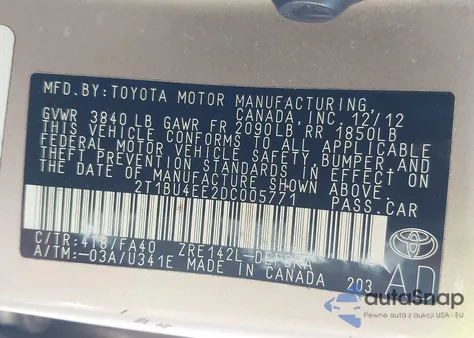 MFD. BY: TOYOTA MOTOR MANUFACTURING,
CANADA, INC. 12/12
GVWR 3840 LB GAWR FR 2090LB RR 1850LB
THIS VEHICLE CONFORMS TO ALL APPLICABLE
FEDERAL MOTOR VEHICLE SAFETY, BUMPER, AND
THEFT PREVENTION STANDARDS IN EFFECT ON
THE DATE OF MANUFACTURE SHOWN ABOVE.
2T1BU4EE2DC005771
PASS. CAR
C/TR: 4T8/FA40 ZRE142L-
A/TM: -03A/U341E MADE IN CANADA 203
TOYOTA
AD
autoSnap
Pewne auta z aukcji USA i EU